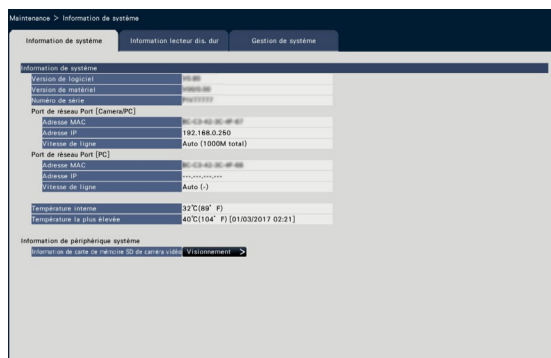 Maintenance > Information de système
Information de système Information lecteur dis. dur Gestion de système
Information de système
Version de logiciel
Version de matériel
Numéro de série
Port de réseau Port [Camera/PC]
Adresse MAC
Adresse IP 192.168.0.250
Vitesse de ligne Auto (1000M total)
Port de réseau Port [PC]
Adresse MAC
Adresse IP ---.---.---.---
Vitesse de ligne Auto (-)
Température interne 32℃(89° F)
Température la plus élevée 40℃(104° F) [01/03/2017 02:21]
Information de périphérique système
Information de carte de mémoire SD de caméra vidéo Visionnement >